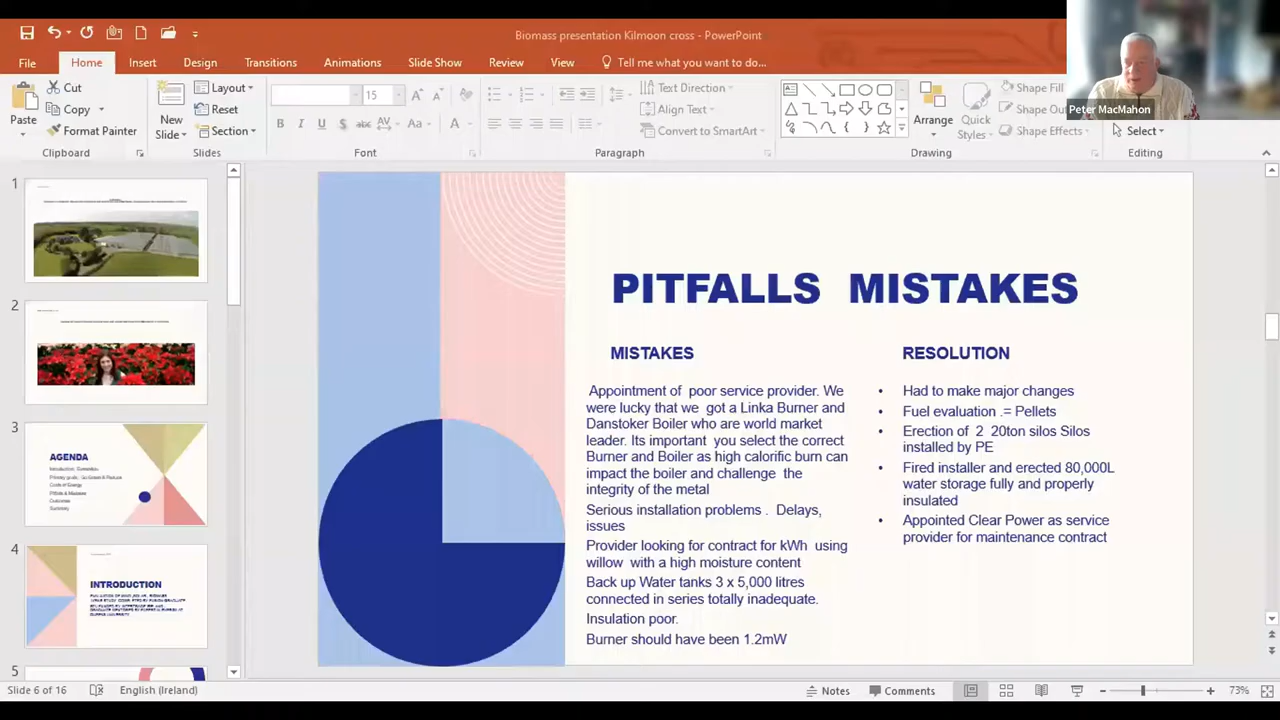 Biomass presentation Kilmoon cross - PowerPoint
File Home Insert Design Transitions Animations Slide Show Review View Tell me what you want to do...
Peter MacMahon
Paste
Cut
Copy
Format Painter
Clipboard
New
Slide
Layout
Reset
Section
Slides
15
B I U S abc AV Aa A
Font
Text Direction
Align Text
Convert to SmartArt
Paragraph
Arrange
Quick
Styles
Shape Fill
Shape
Shape Effects
Drawing
Select
Editing
1
2
3
AGENDA
4
INTRODUCTION
5
PITFALLS MISTAKES
MISTAKES
Appointment of poor service provider. We
were lucky that we got a Linka Burner and
Danstoker Boiler who are world market
leader. Its important you select the correct
Burner and Boiler as high calorific burn can
impact the boiler and challenge the
integrity of the metal
Serious installation problems . Delays,
issues
Provider looking for contract for kWh using
willow with a high moisture content
Back up Water tanks 3 x 5,000 litres
connected in series totally inadequate.
Insulation poor.
Burner should have been 1.2mW
RESOLUTION
• Had to make major changes
• Fuel evaluation .= Pellets
• Erection of 2 20ton silos Silos
installed by PE
• Fired installer and erected 80,000L
water storage fully and properly
insulated
• Appointed Clear Power as service
provider for maintenance contract
Slide 6 of 16 English (Ireland) Notes Comments 73%